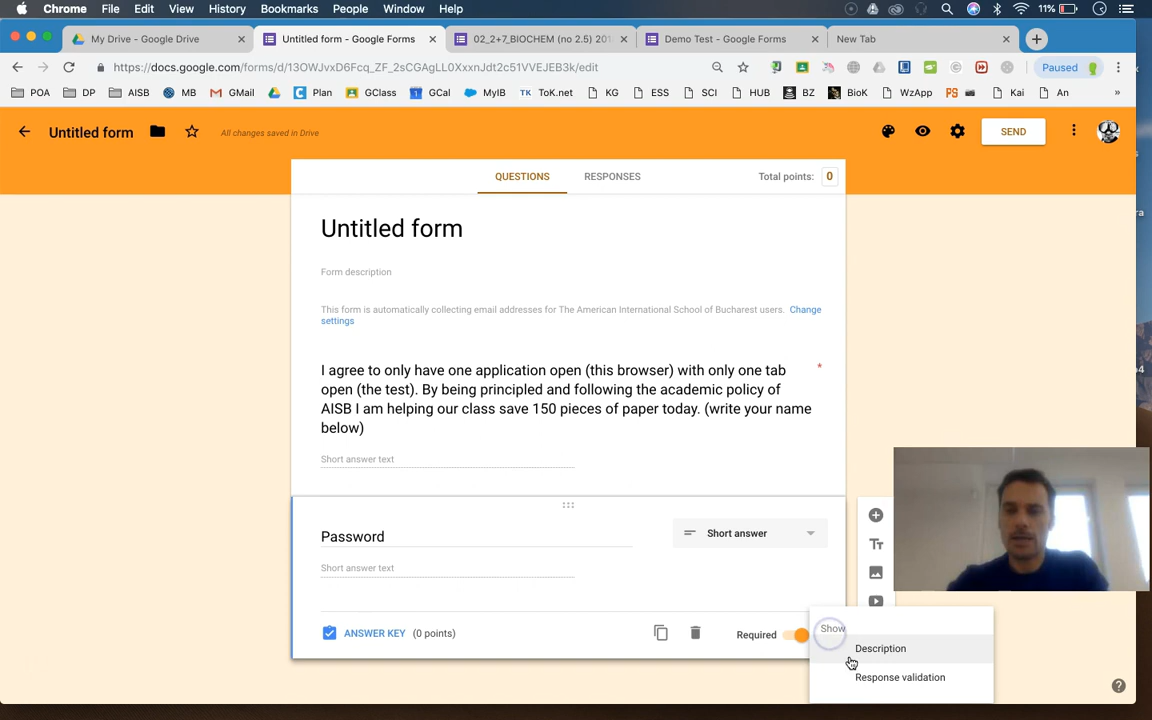 Chrome File Edit View History Bookmarks People Window Help 11%
My Drive - Google Drive Untitled form - Google Forms 02_2+7_BIOCHEM (no 2.5) 201 Demo Test - Google Forms New Tab
https://docs.google.com/forms/d/13OWJvxD6Fcq_ZF_2sCGAgLL0XxxnJdt2c51VVEJEB3k/edit Paused
POA DP AISB MB GMail Plan GClass GCal MyIB TK ToK.net KG ESS SCI HUB BZ BioK WzApp PS Kai An »
Untitled form All changes saved in Drive SEND
QUESTIONS RESPONSES Total points: 0
Untitled form
Form description
This form is automatically collecting email addresses for The American International School of Bucharest users. Change
settings
I agree to only have one application open (this browser) with only one tab *
open (the test). By being principled and following the academic policy of
AISB I am helping our class save 150 pieces of paper today. (write your name
below)
Short answer text
Password Short answer
Tт
Short answer text
Show
ANSWER KEY (0 points) Required
Description
Response validation